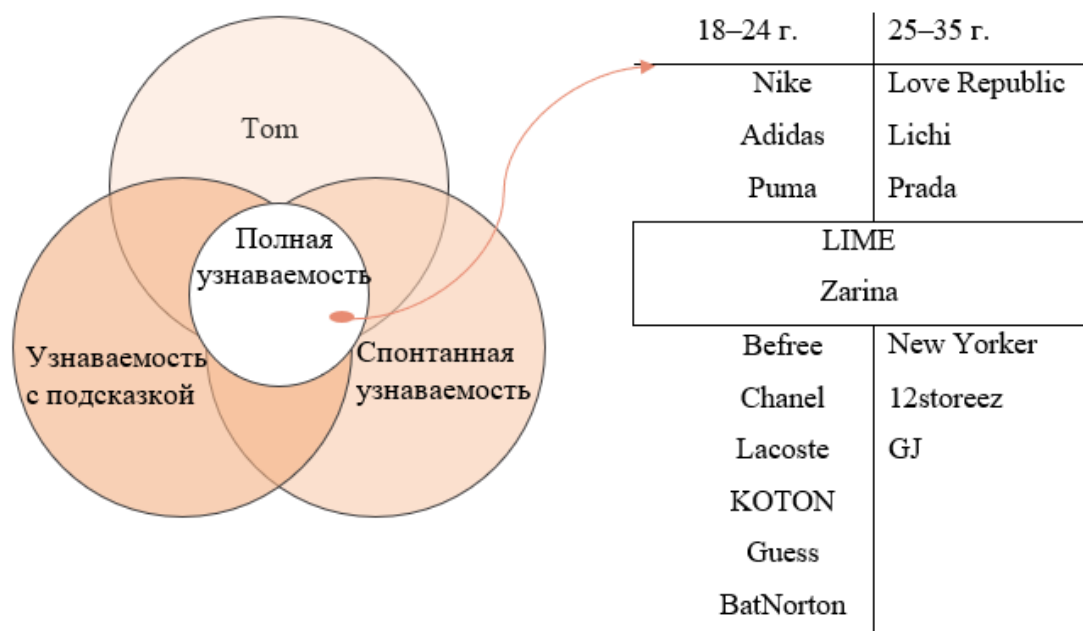 Tom
Полная
узнаваемость
Узнаваемость
с подсказкой
Спонтанная
узнаваемость
18–24 г. 25–35 г.
Nike Love Republic
Adidas Lichi
Puma Prada
LIME
Zarina
Befree New Yorker
Chanel 12storeez
Lacoste GJ
KOTON
Guess
BatNorton